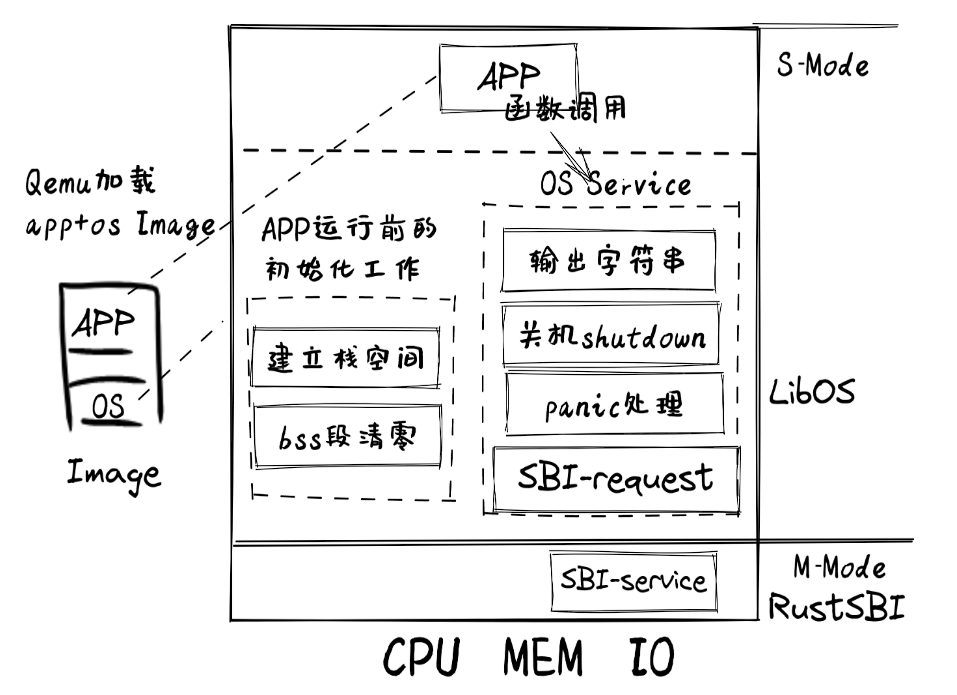 S-Mode
APP
函数调用
Qemu加载
app+os Image
OS Service
APP运行前的
初始化工作
输出字符串
关机shutdown
panic处理
SBI-request
建立栈空间
bss段清零
APP
OS
Image
LibOS
SBI-service
M-Mode
RustSBI
CPU MEM IO